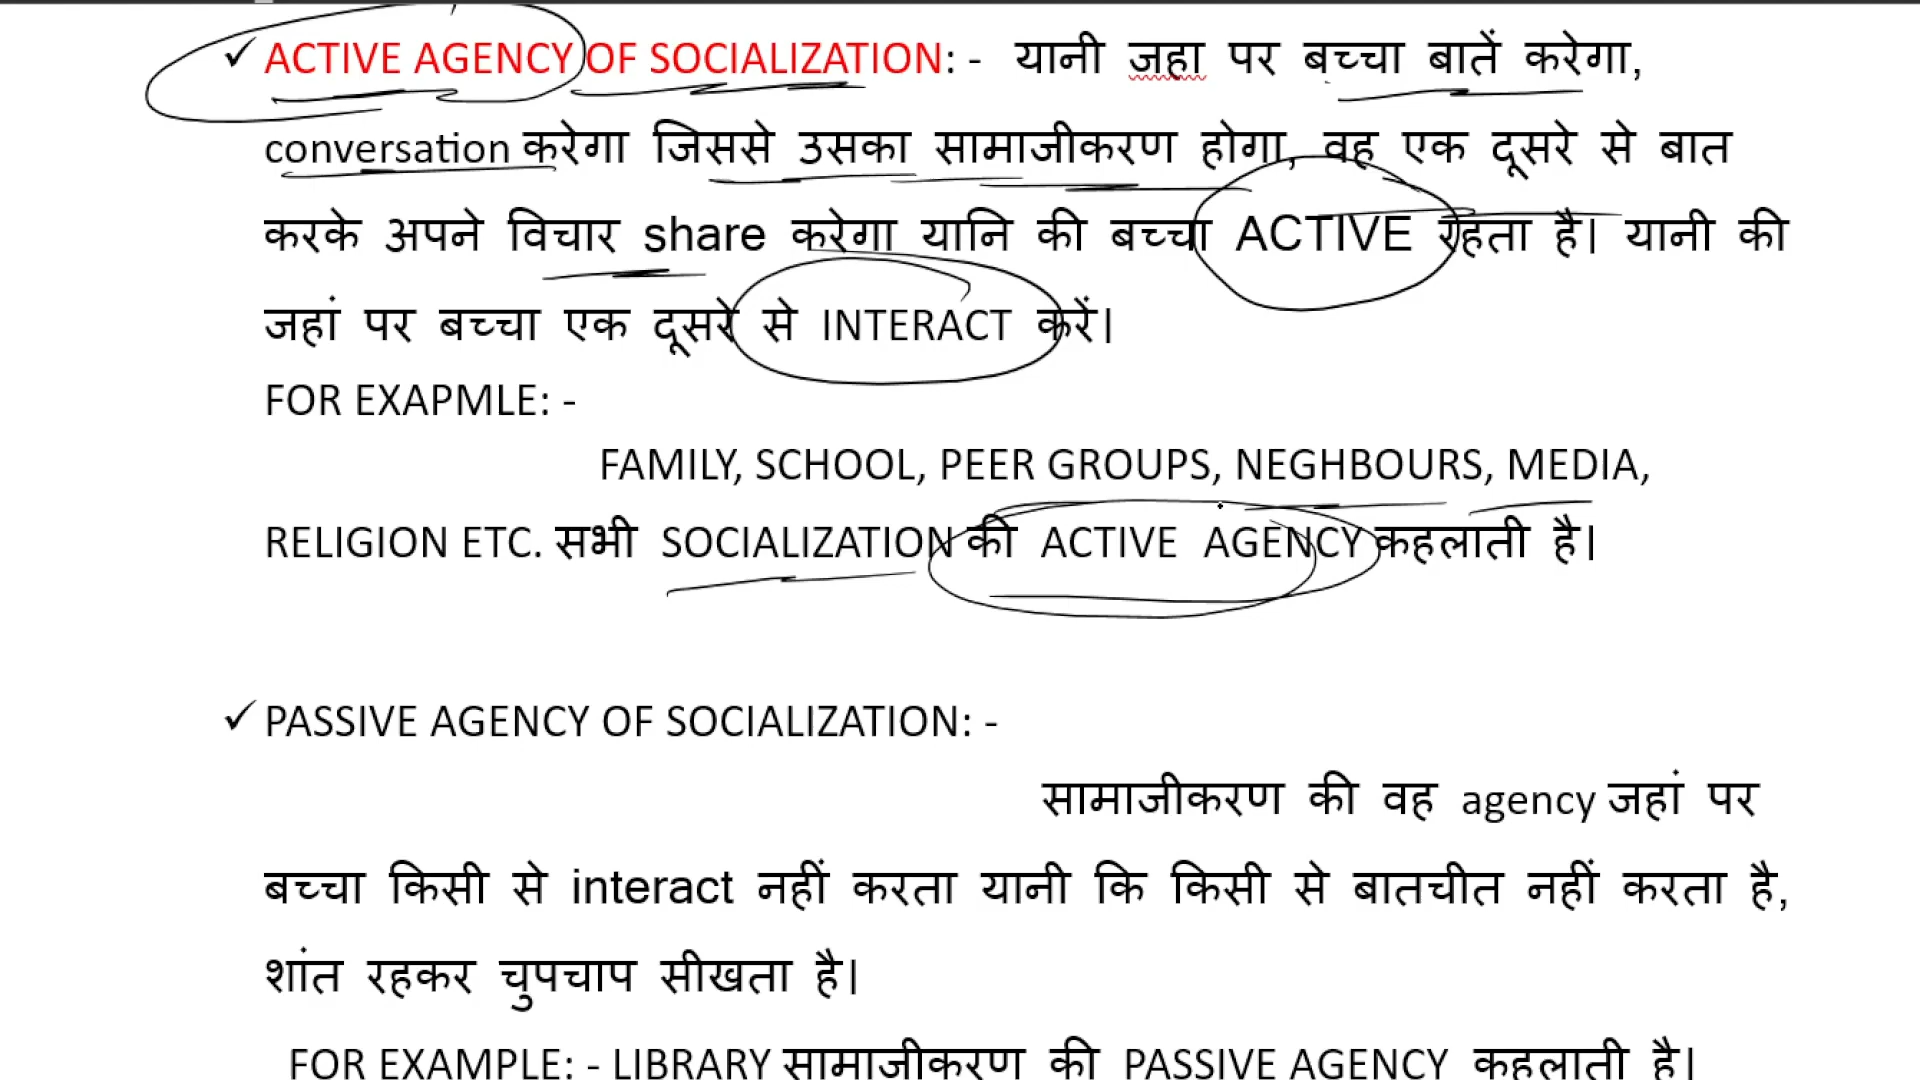 ✓ ACTIVE AGENCY OF SOCIALIZATION: - यानी जहा पर बच्चा बातें करेगा,
conversation करेगा जिससे उसका सामाजीकरण होगा, वह एक दूसरे से बात
करके अपने विचार share करेगा यानि की बच्चा ACTIVE रहता है। यानी की
जहां पर बच्चा एक दूसरे से INTERACT करें।
FOR EXAPMLE: -
FAMILY, SCHOOL, PEER GROUPS, NEGHBOURS, MEDIA,
RELIGION ETC. सभी SOCIALIZATION की ACTIVE AGENCY कहलाती है।
✓ PASSIVE AGENCY OF SOCIALIZATION: -
सामाजीकरण की वह agency जहां पर
बच्चा किसी से interact नहीं करता यानी कि किसी से बातचीत नहीं करता है,
शांत रहकर चुपचाप सीखता है।
FOR EXAMPLE: - LIBRARY सामाजीकरण की PASSIVE AGENCY कहलाती है।